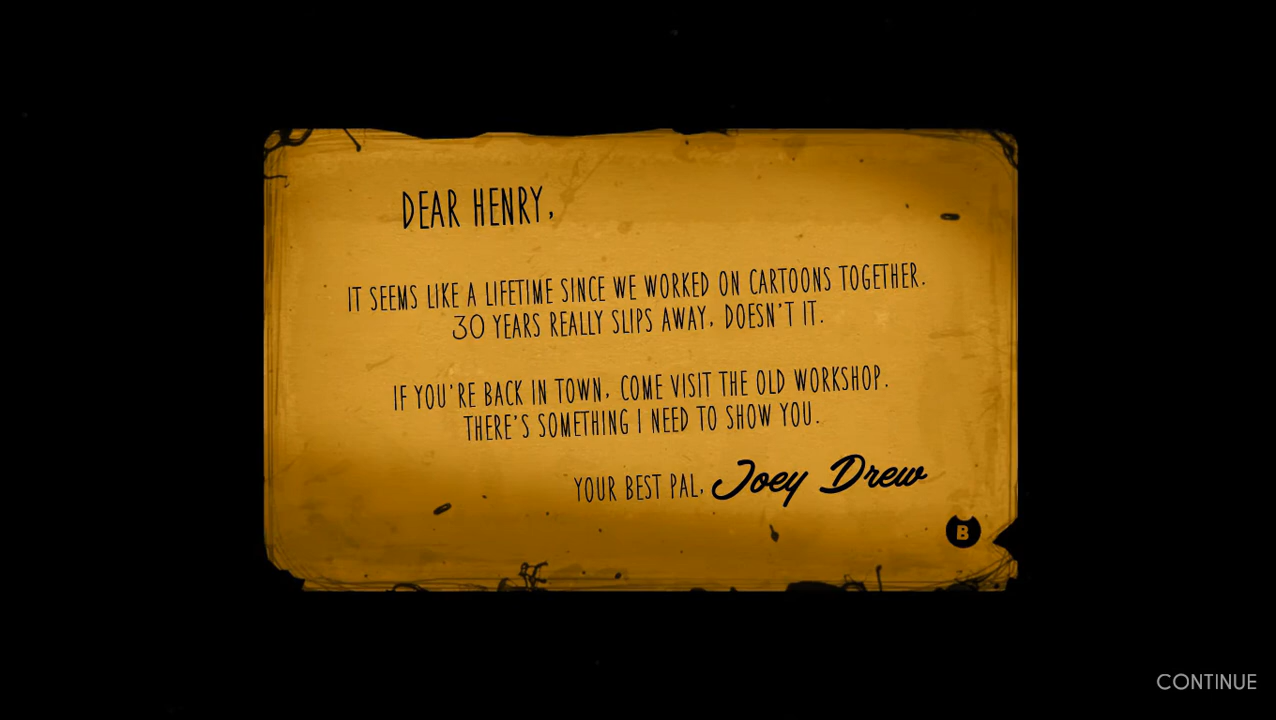 DEAR HENRY,
IT SEEMS LIKE A LIFETIME SINCE WE WORKED ON CARTOONS TOGETHER.
30 YEARS REALLY SLIPS AWAY, DOESN'T IT.
IF YOU'RE BACK IN TOWN, COME VISIT THE OLD WORKSHOP.
THERE'S SOMETHING I NEED TO SHOW YOU.
YOUR BEST PAL, Joey Drew
B
CONTINUE